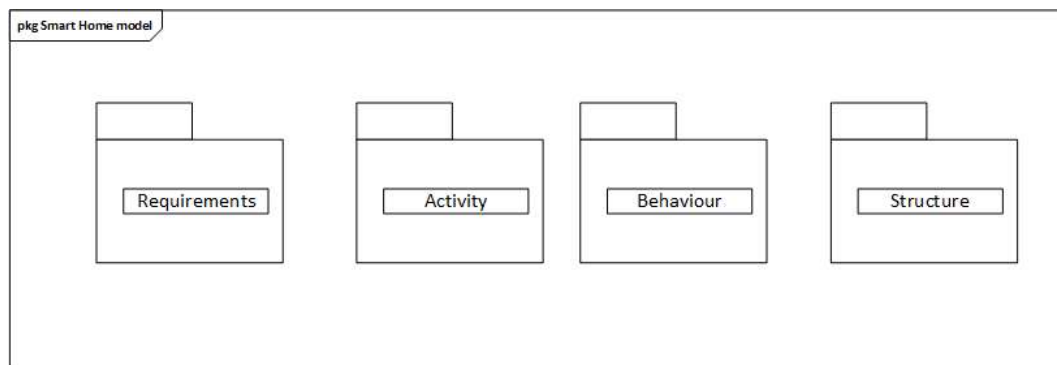 pkg Smart Home model
Requirements
Activity
Behaviour
Structure